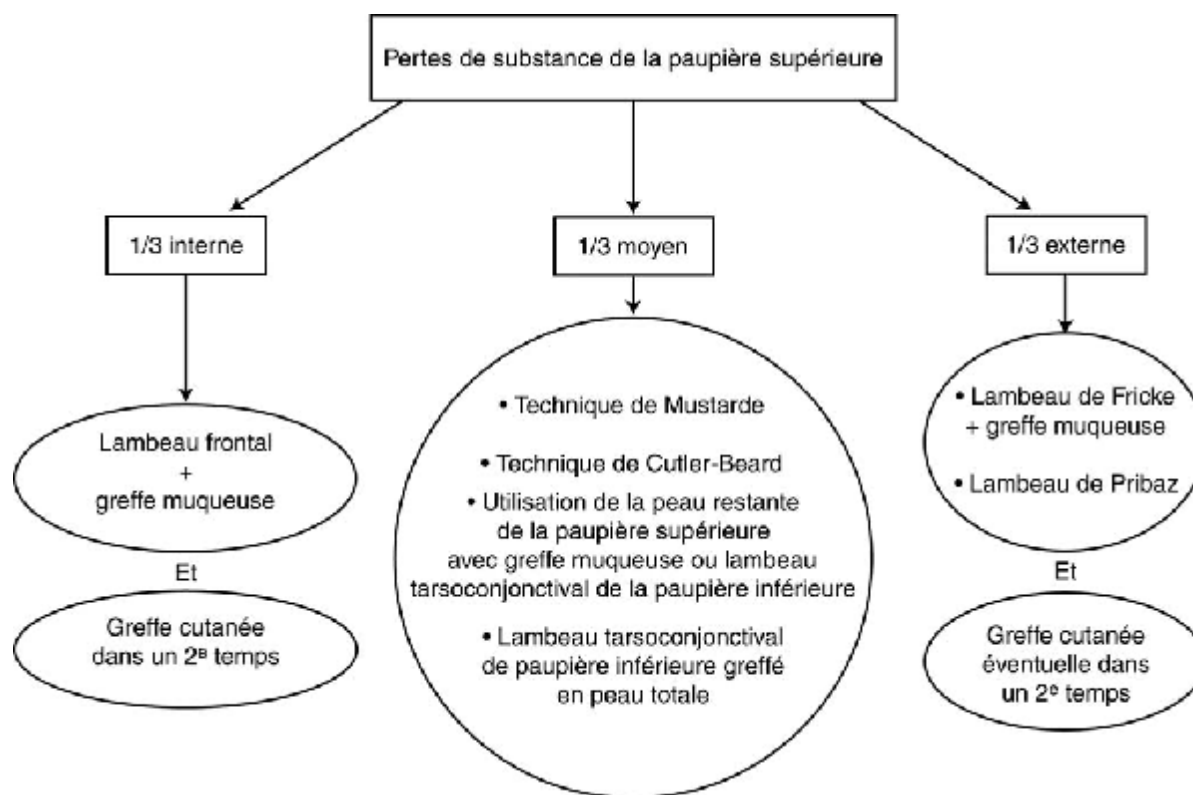 Pertes de substance de la paupière supérieure
1/3 interne
1/3 moyen
1/3 externe
Lambeau frontal
+
greffe muqueuse
Et
Greffe cutanée
dans un 2e temps
• Technique de Mustarde
• Technique de Cutler-Beard
• Utilisation de la peau restante
de la paupière supérieure
avec greffe muqueuse ou lambeau
tarsoconjonctival de la paupière inférieure
• Lambeau tarsoconjonctival
de paupière inférieure greffé
en peau totale
• Lambeau de Fricke
+ greffe muqueuse
• Lambeau de Pribaz
Et
Greffe cutanée
éventuelle dans
un 2e temps